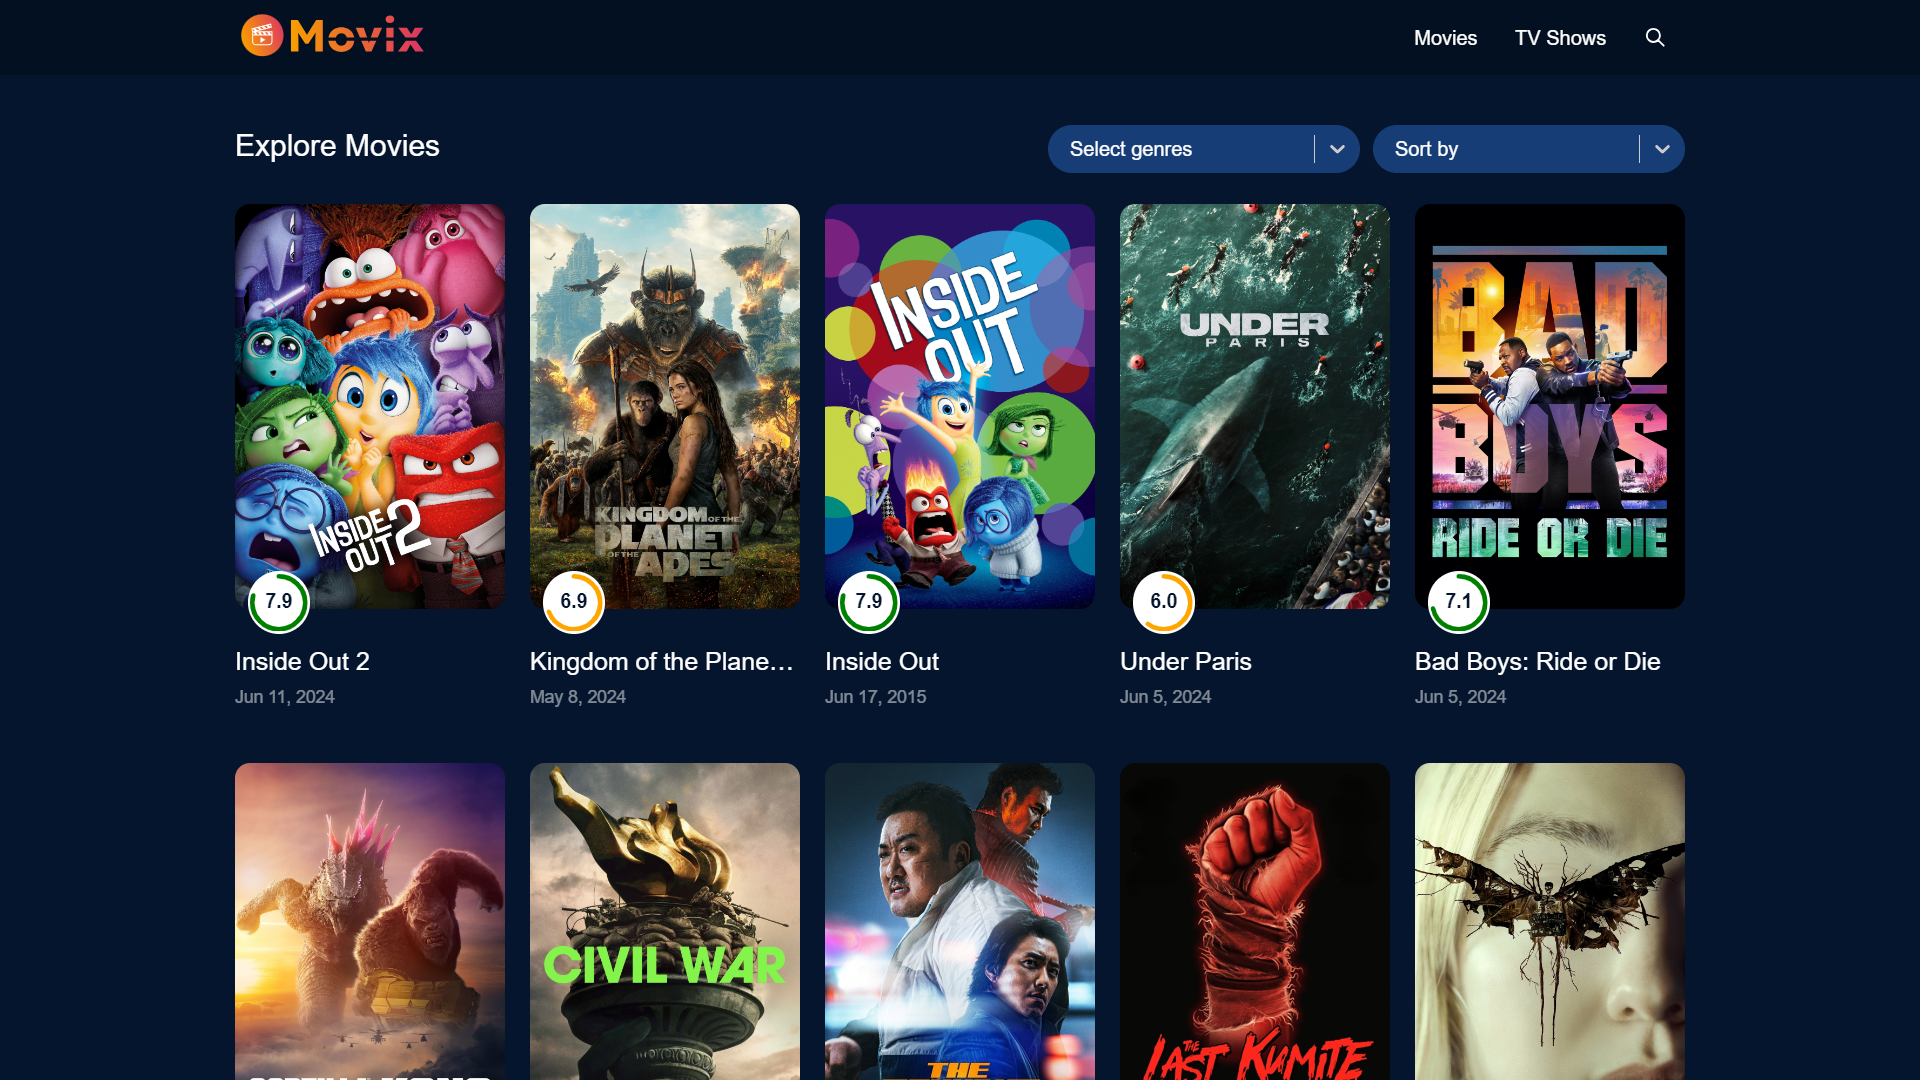 Movix
Movies
TV Shows
Explore Movies
Select genres
Sort by
INSIDE
OUT 2
KINGDOM OF THE
PLANET
OF THE
APES
INSIDE
OUT
UNDER
PARIS
BAD
BOYS
RIDE OR DIE
7.9
6.9
7.9
6.0
7.1
Inside Out 2
Kingdom of the Plane...
Inside Out
Under Paris
Bad Boys: Ride or Die
Jun 11, 2024
May 8, 2024
Jun 17, 2015
Jun 5, 2024
Jun 5, 2024
CIVIL WAR
THE
THE
LAST KUMITE